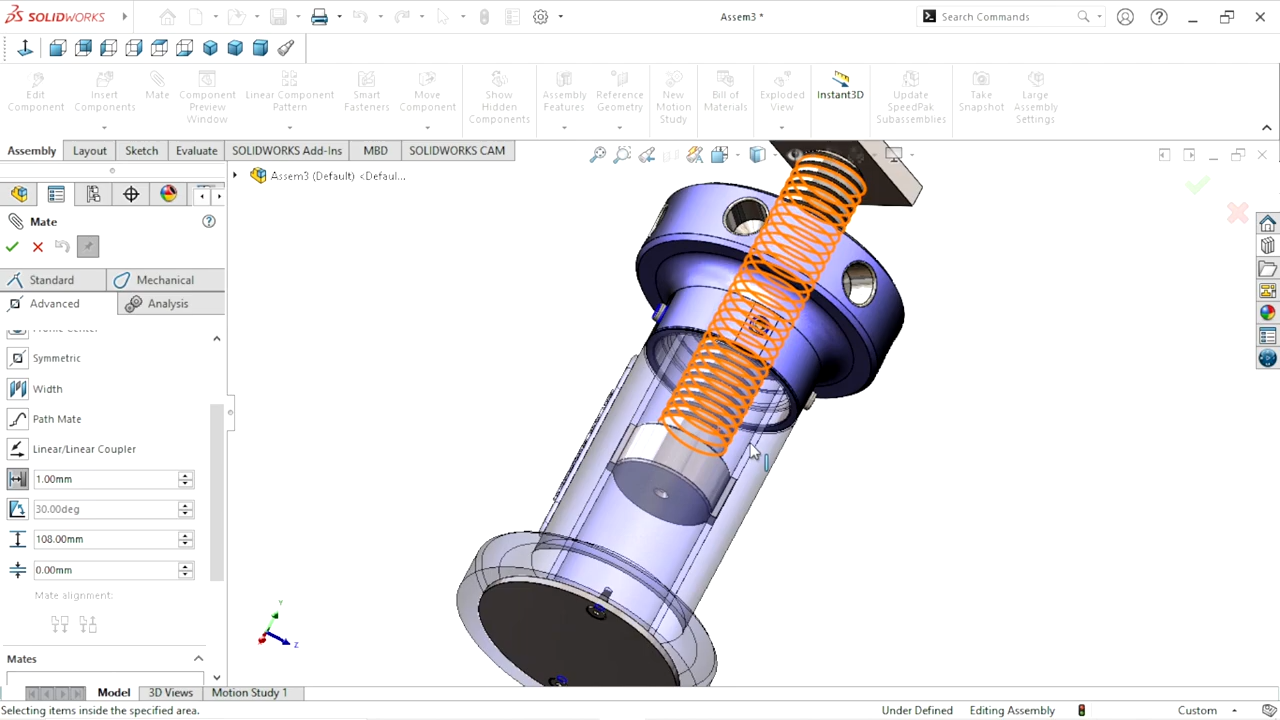 SOLIDWORKS
Assem3 *
Search Commands
Edit Component
Insert Components
Mate
Component Preview Window
Linear Component Pattern
Smart Fasteners
Move Component
Show Hidden Components
Assembly Features
Reference Geometry
New Motion Study
Bill of Materials
Exploded View
Instant3D
Update SpeedPak Subassemblies
Take Snapshot
Large Assembly Settings
Assembly
Layout
Sketch
Evaluate
SOLIDWORKS Add-Ins
MBD
SOLIDWORKS CAM
Assem3 (Default) <Defaul...
Mate
Standard
Mechanical
Advanced
Analysis
Profile Center
Symmetric
Width
Path Mate
Linear/Linear Coupler
1.00mm
30.00deg
108.00mm
0.00mm
Mate alignment:
Mates
Y
Z
Model
3D Views
Motion Study 1
Selecting items inside the specified area.
Under Defined
Editing Assembly
Custom